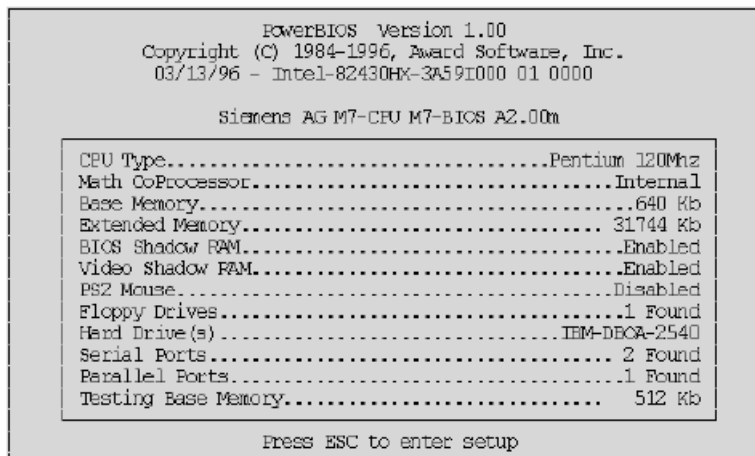 PowerBIOS Version 1.00
Copyright (C) 1984-1996, Award Software, Inc.
03/13/96 - Intel-82430HX-3A59I000 01 0000
Siemens AG M7-CPU M7-BIOS A2.00m
CPU Type....................................Pentium 120Mhz
Math CoProcessor..................................Internal
Base Memory.........................................640 Kb
Extended Memory.................................. 31744 Kb
BIOS Shadow RAM....................................Enabled
Video Shadow RAM...................................Enabled
PS2 Mouse.........................................Disabled
Floppy Drives......................................1 Found
Hard Drive(s)................................IBM-DBOA-2540
Serial Ports...................................... 2 Found
Parallel Ports.....................................1 Found
Testing Base Memory.............................. 512 Kb
Press ESC to enter setup